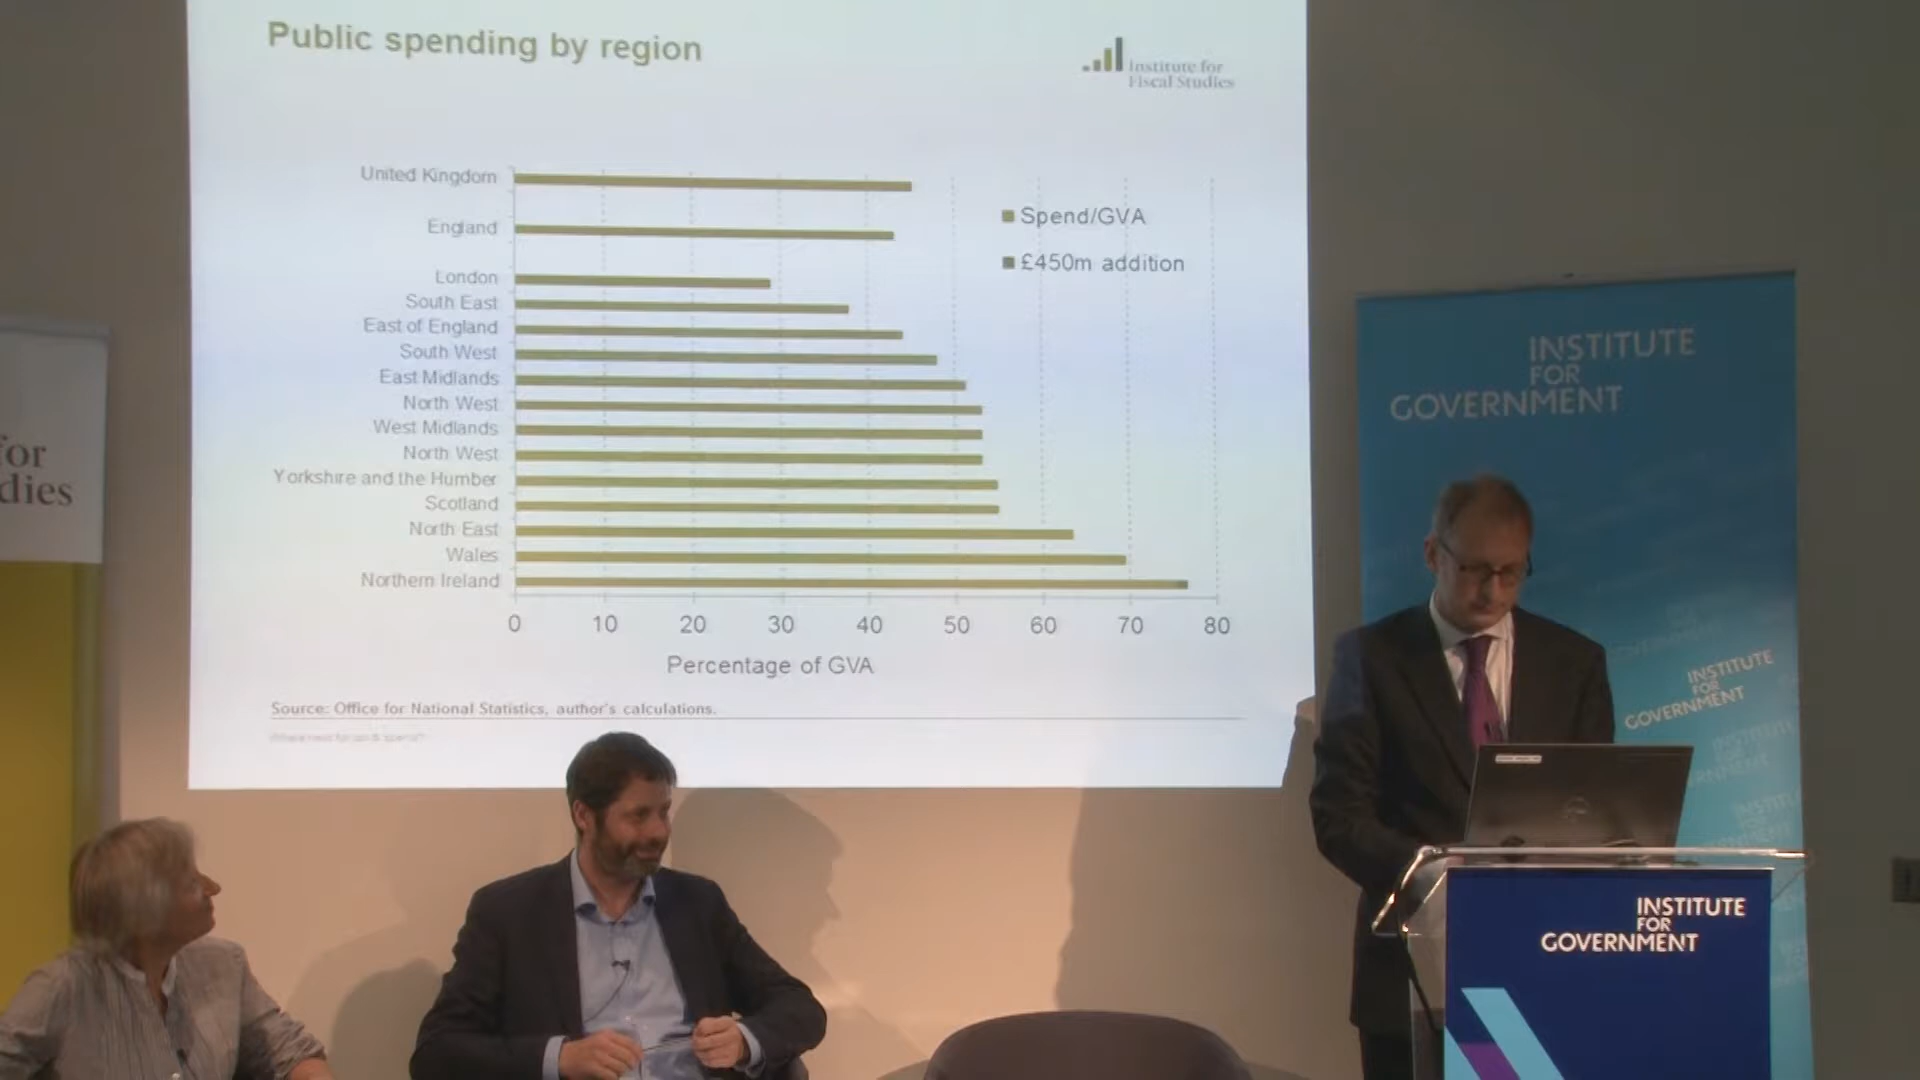 Public spending by region
Institute for
Fiscal Studies
United Kingdom
England
London
South East
East of England
South West
East Midlands
North West
West Midlands
North West
Yorkshire and the Humber
Scotland
North East
Wales
Northern Ireland
Spend/GVA
£450m addition
0 10 20 30 40 50 60 70 80
Percentage of GVA
Source: Office for National Statistics, author's calculations.
for
dies
INSTITUTE
FOR
GOVERNMENT
INSTITUTE
FOR
GOVERNMENT
INSTITUTE
FOR
GOVERNMENT